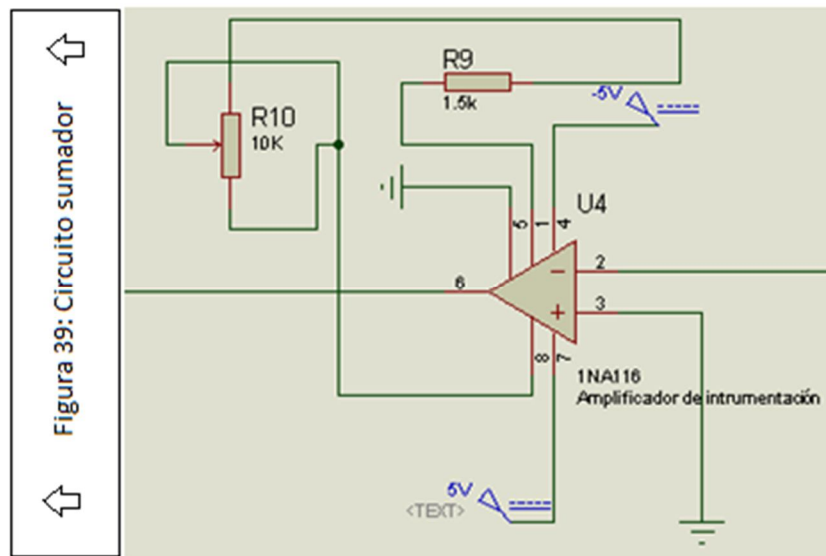 Figura 39: Circuito sumador
R10
10K
R9
1.5k
-5V
U4
5
1
4
6
2
3
8
7
1NA116
Amplificador de intrumentación
5V
<TEXT>